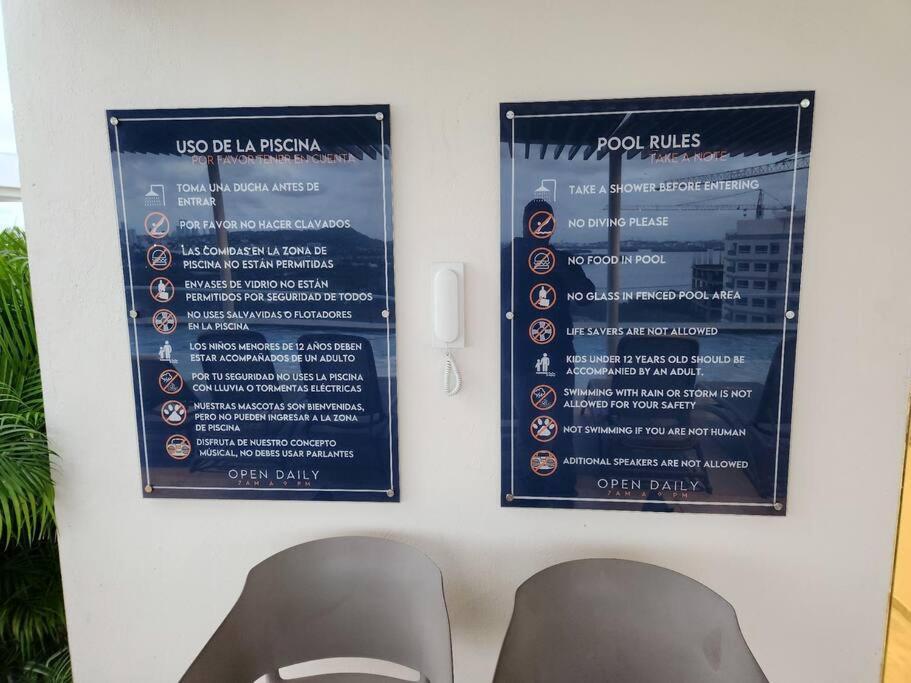 USO DE LA PISCINA
POR FAVOR TENER EN CUENTA
TOMA UNA DUCHA ANTES DE
ENTRAR
POR FAVOR NO HACER CLAVADOS
LAS COMIDAS EN LA ZONA DE
PISCINA NO ESTÁN PERMITIDAS
ENVASES DE VIDRIO NO ESTÁN
PERMITIDOS POR SEGURIDAD DE TODOS
NO USES SALVAVIDAS O FLOTADORES
EN LA PISCINA
LOS NIÑOS MENORES DE 12 AÑOS DEBEN
ESTAR ACOMPAÑADOS DE UN ADULTO
POR TU SEGURIDAD NO USES LA PISCINA
CON LLUVIA O TORMENTAS ELÉCTRICAS
NUESTRAS MASCOTAS SON BIENVENIDAS,
PERO NO PUEDEN INGRESAR A LA ZONA
DE PISCINA
DISFRUTA DE NUESTRO CONCEPTO
MÚSICAL, NO DEBES USAR PARLANTES
OPEN DAILY
7 AM A 9 PM
POOL RULES
TAKE A NOTE
TAKE A SHOWER BEFORE ENTERING
NO DIVING PLEASE
NO FOOD IN POOL
NO GLASS IN FENCED POOL AREA
LIFE SAVERS ARE NOT ALLOWED
KIDS UNDER 12 YEARS OLD SHOULD BE
ACCOMPANIED BY AN ADULT.
SWIMMING WITH RAIN OR STORM IS NOT
ALLOWED FOR YOUR SAFETY
NOT SWIMMING IF YOU ARE NOT HUMAN
ADITIONAL SPEAKERS ARE NOT ALLOWED
OPEN DAILY
7 AM A 9 PM